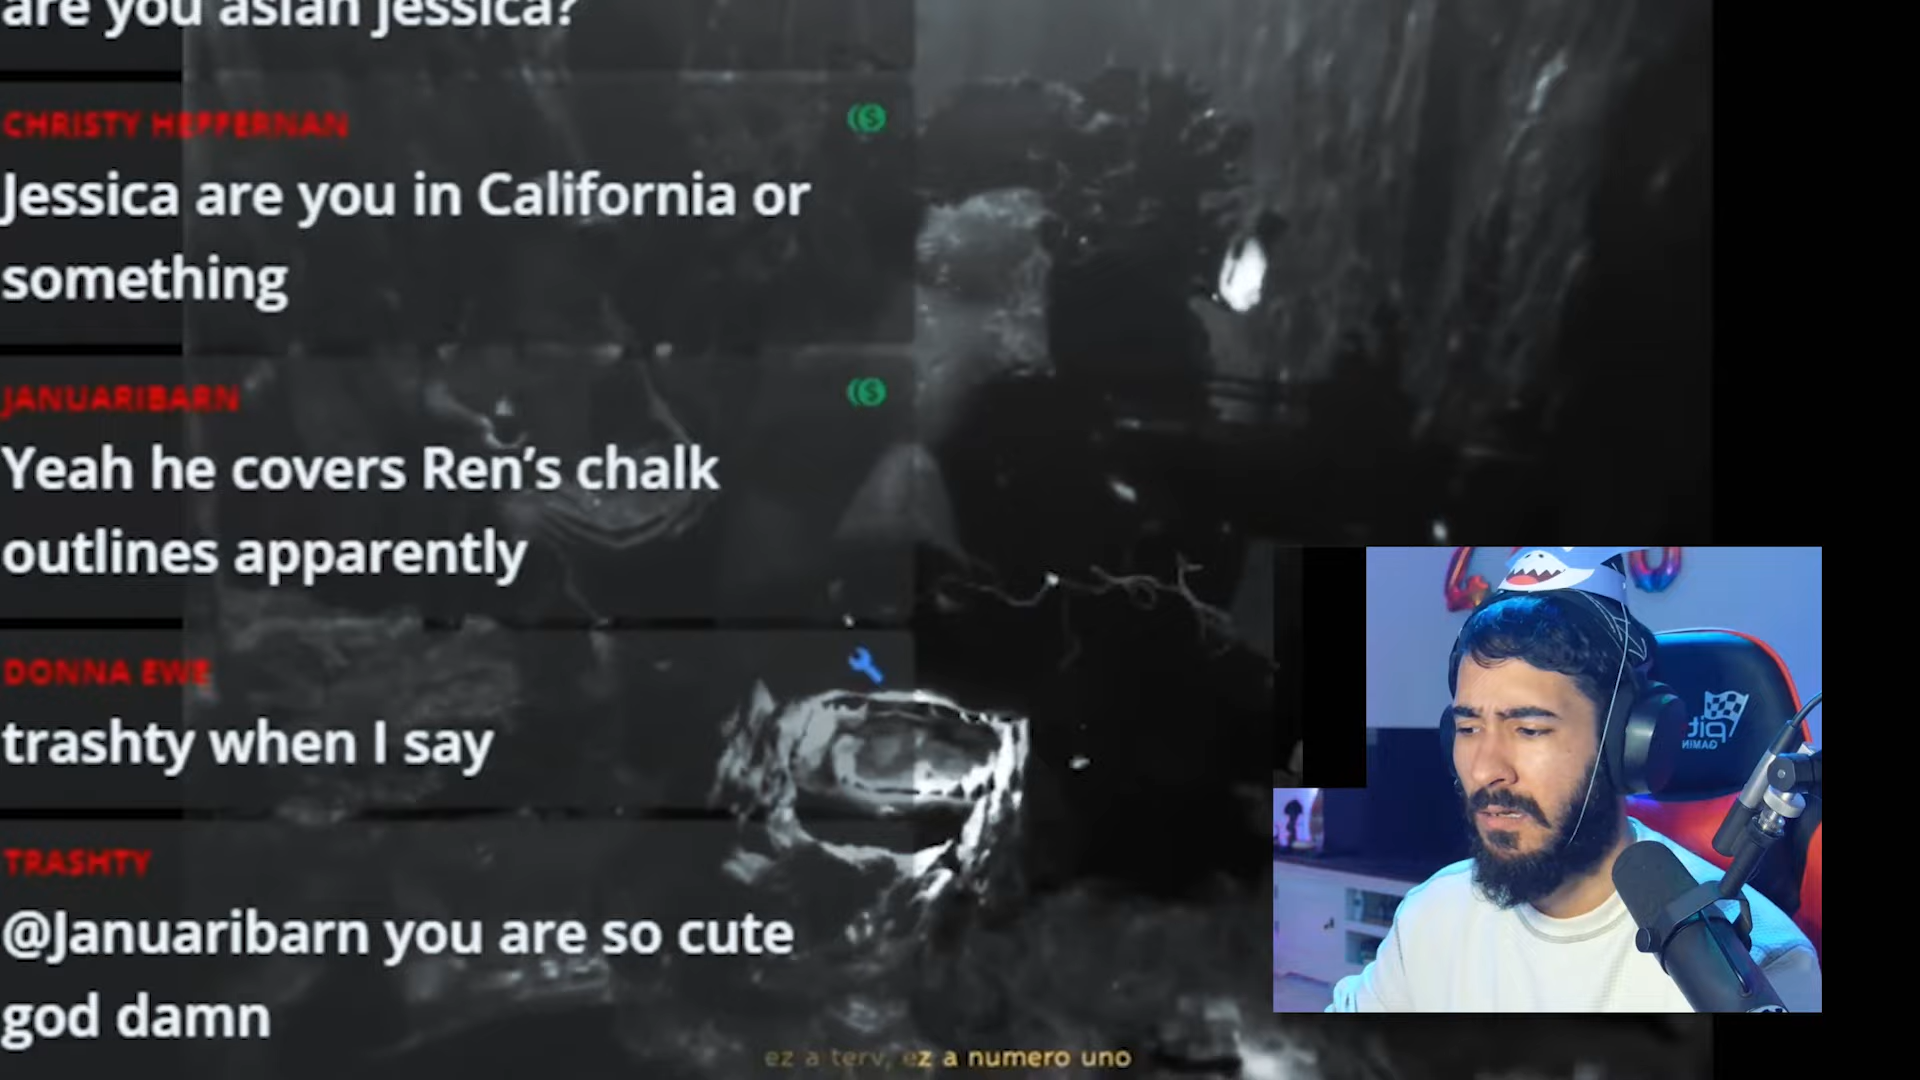 are you asian Jessica?
CHRISTY HEFFERNAN
Jessica are you in California or
something
JANUARIBARN
Yeah he covers Ren's chalk
outlines apparently
DONNA EWE
trashty when I say
TRASHTY
@Januaribarn you are so cute
god damn
ez a terv, ez a numero uno
pit
GAMING